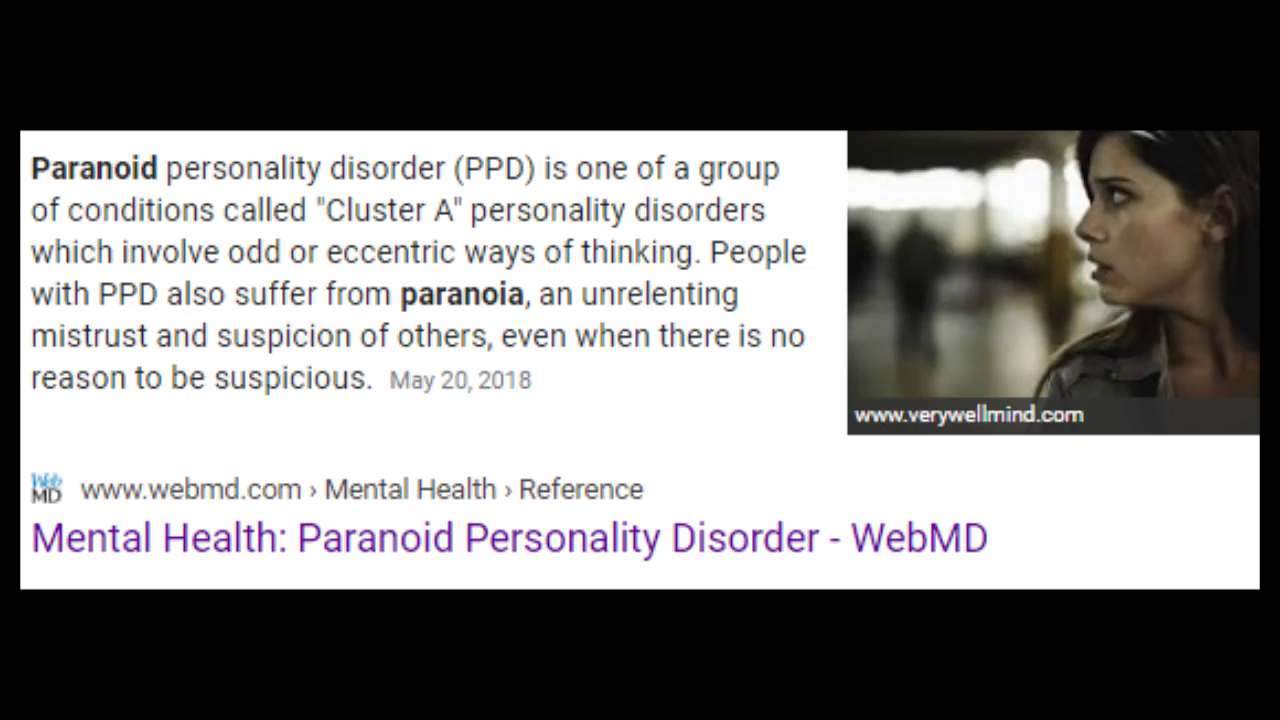 Paranoid personality disorder (PPD) is one of a group
of conditions called "Cluster A" personality disorders
which involve odd or eccentric ways of thinking. People
with PPD also suffer from paranoia, an unrelenting
mistrust and suspicion of others, even when there is no
reason to be suspicious. May 20, 2018
www.verywellmind.com
Web
MD
www.webmd.com › Mental Health › Reference
Mental Health: Paranoid Personality Disorder - WebMD